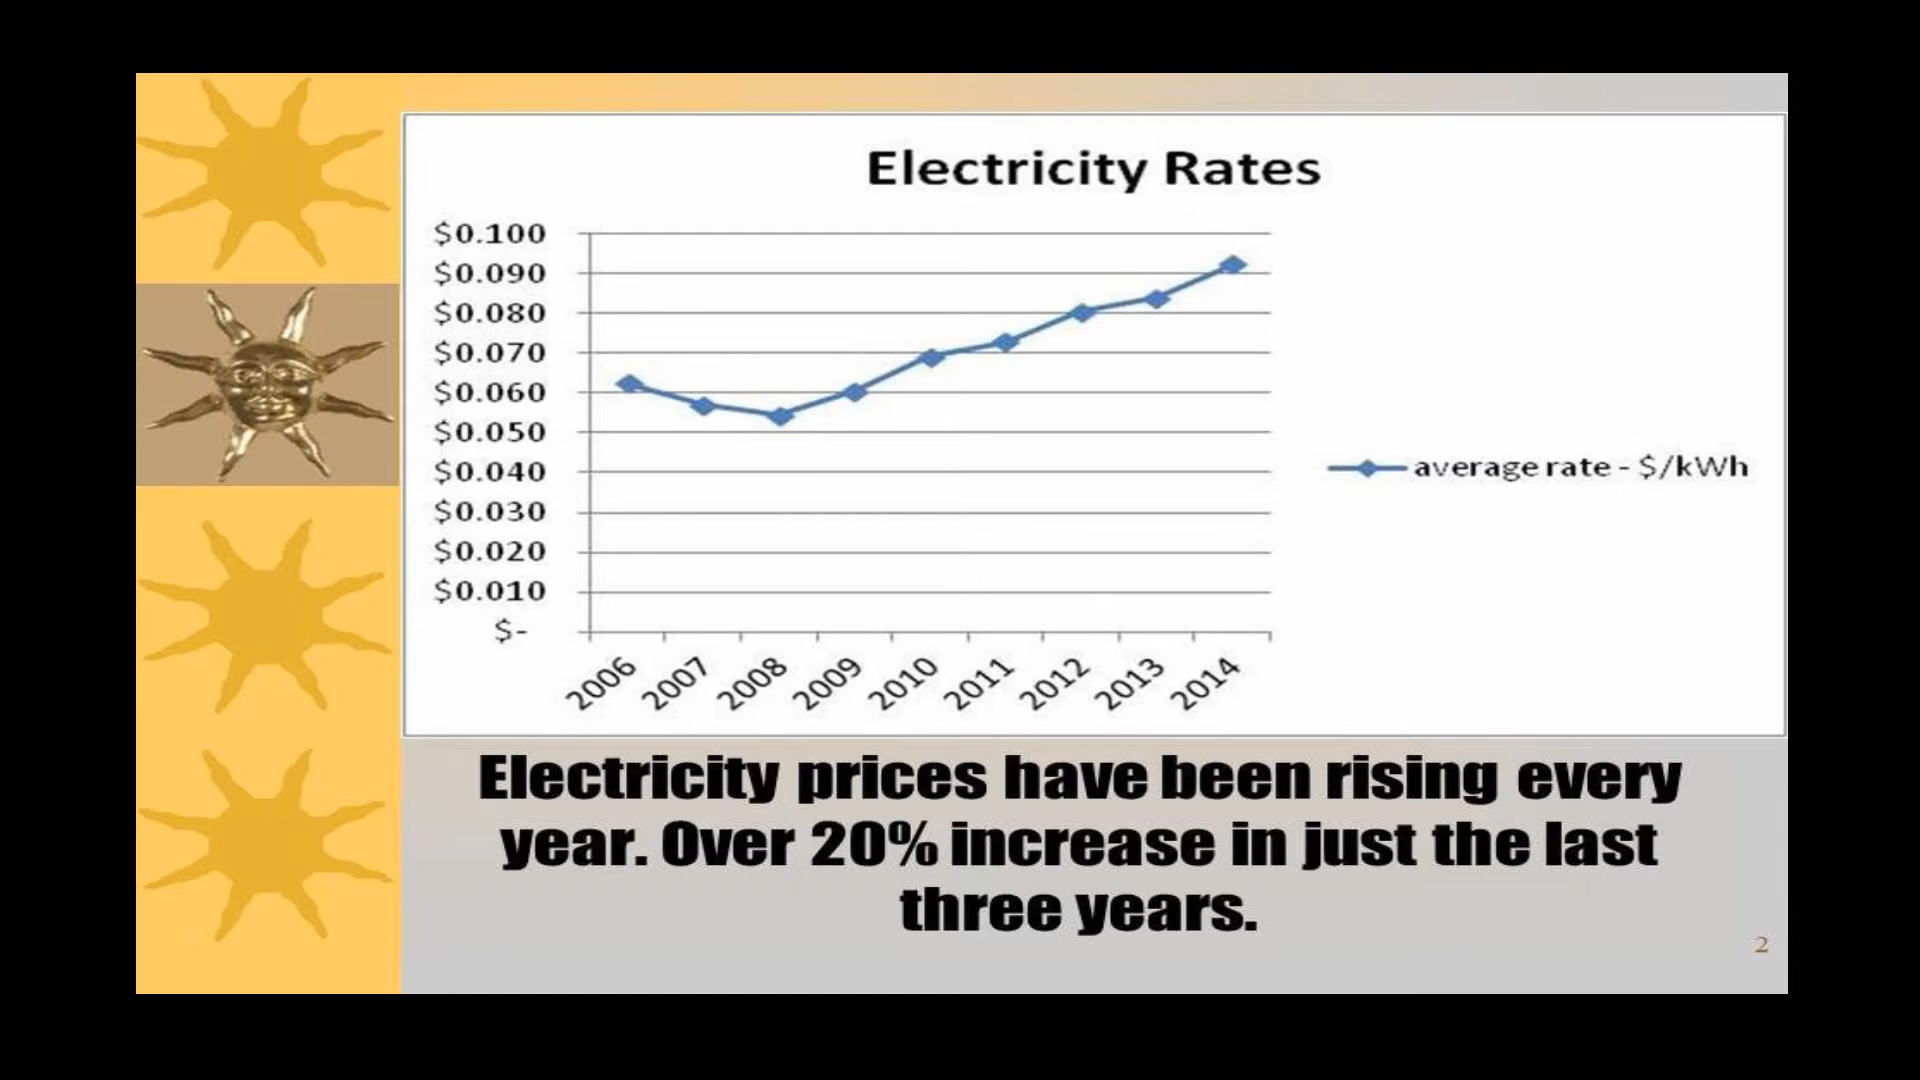 Electricity Rates
$0.100
$0.090
$0.080
$0.070
$0.060
$0.050
$0.040
$0.030
$0.020
$0.010
$-
2006 2007 2008 2009 2010 2011 2012 2013 2014
average rate - $/kWh
Electricity prices have been rising every
year. Over 20% increase in just the last
three years.
2